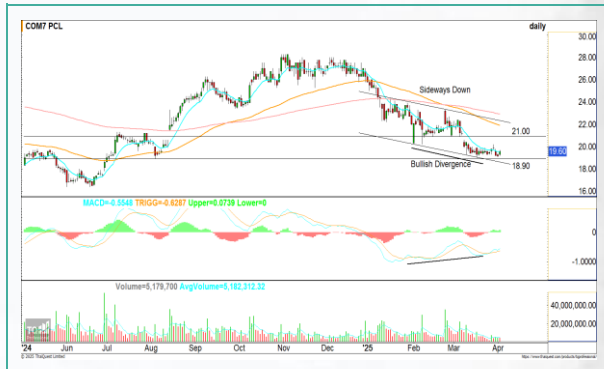 COM7 PCL daily
30.00
28.00
26.00
24.00
Sideways Down
22.00
21.00
20.00
19.60
18.90
Bullish Divergence
18.00
16.00
MACD=-0.5648 TRIGG=-0.6287 Upper=0.0739 Lower=0
0
-1.0000
Volume=5,179,700 AvgVolume=8,162,312.32
40,000,000.00
20,000,000.00
'24 Jun Jul Aug Sep Oct Nov Dec '25 Feb Mar Apr